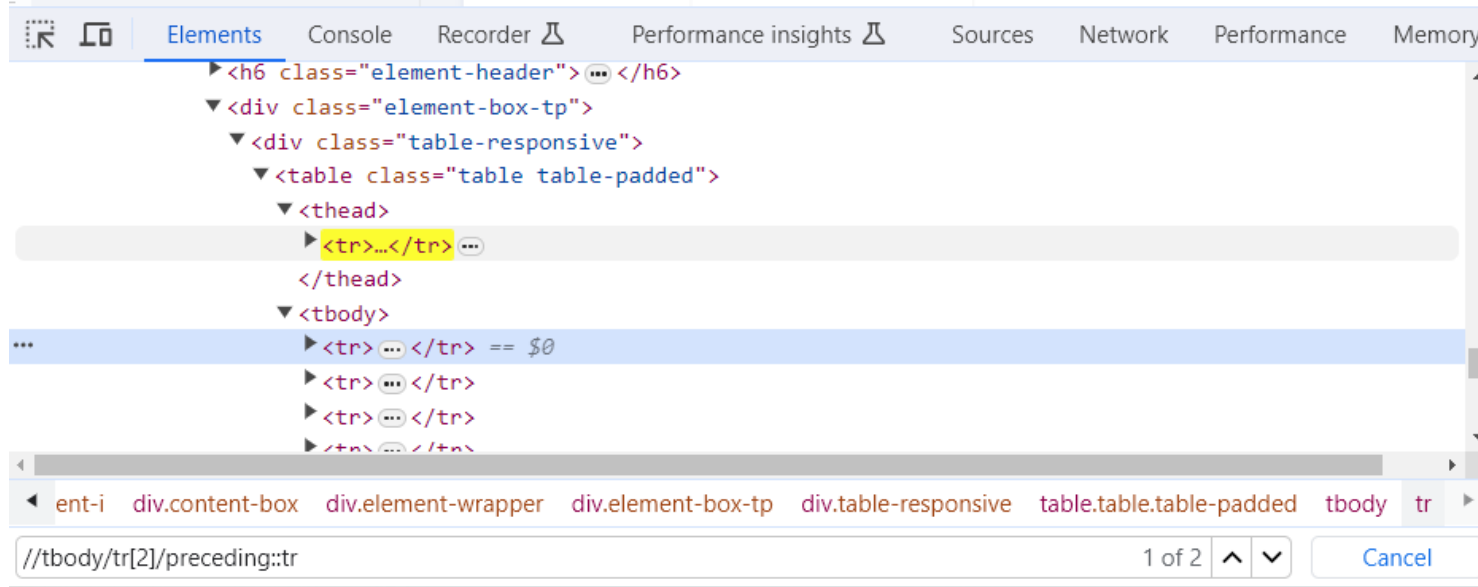 Elements Console Recorder Performance insights Sources Network Performance Memory
<h6 class="element-header">…</h6>
<div class="element-box-tp">
<div class="table-responsive">
<table class="table table-padded">
<thead>
<tr>…</tr> …
</thead>
<tbody>
… <tr>…</tr> == $0
<tr>…</tr>
<tr>…</tr>
<tr>…</tr>
ent-i div.content-box div.element-wrapper div.element-box-tp div.table-responsive table.table.table-padded tbody tr
//tbody/tr[2]/preceding::tr 1 of 2 Cancel